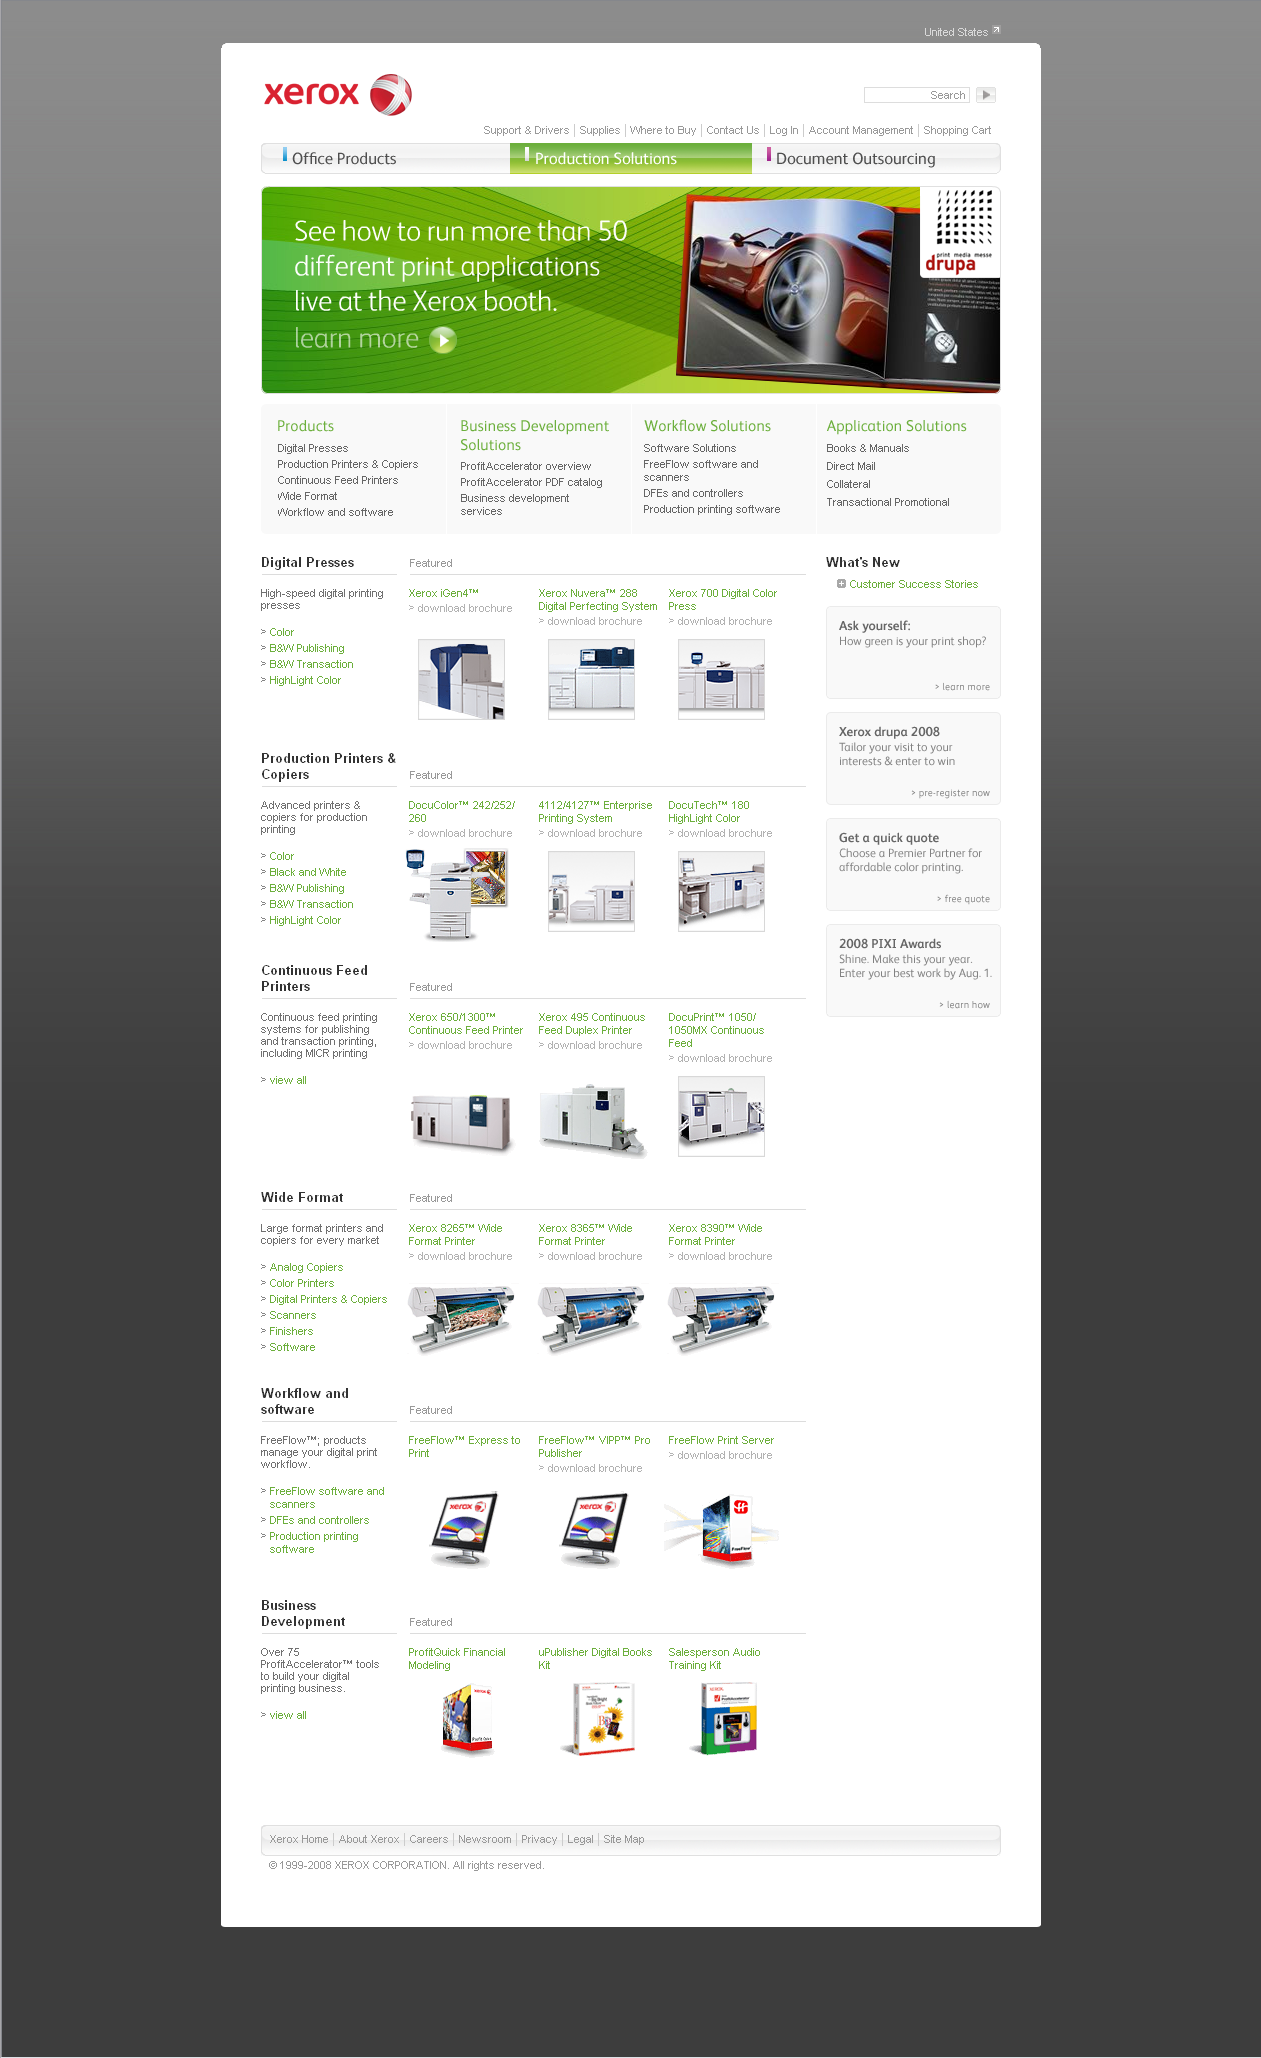 United States
xerox
Search
Support & Drivers | Supplies | Where to Buy | Contact Us | Log In | Account Management | Shopping Cart
Office Products
Production Solutions
Document Outsourcing
See how to run more than 50
different print applications
live at the Xerox booth.
learn more
print media messe
drupa
Products
Digital Presses
Production Printers & Copiers
Continuous Feed Printers
Wide Format
Workflow and software
Business Development
Solutions
ProfitAccelerator overview
ProfitAccelerator PDF catalog
Business development
services
Workflow Solutions
Software Solutions
FreeFlow software and
scanners
DFEs and controllers
Production printing software
Application Solutions
Books & Manuals
Direct Mail
Collateral
Transactional Promotional
Digital Presses
High-speed digital printing
presses
> Color
> B&W Publishing
> B&W Transaction
> HighLight Color
Featured
Xerox iGen4™
> download brochure
Xerox Nuvera™ 288
Digital Perfecting System
> download brochure
Xerox 700 Digital Color
Press
> download brochure
What's New
Customer Success Stories
Ask yourself:
How green is your print shop?
> learn more
Xerox drupa 2008
Tailor your visit to your
interests & enter to win
> pre-register now
Get a quick quote
Choose a Premier Partner for
affordable color printing.
> free quote
2008 PIXI Awards
Shine. Make this your year.
Enter your best work by Aug. 1.
> learn how
Production Printers &
Copiers
Advanced printers &
copiers for production
printing
> Color
> Black and White
> B&W Publishing
> B&W Transaction
> HighLight Color
Featured
DocuColor™ 242/252/
260
> download brochure
4112/4127™ Enterprise
Printing System
> download brochure
DocuTech™ 180
HighLight Color
> download brochure
Continuous Feed
Printers
Continuous feed printing
systems for publishing
and transaction printing,
including MICR printing
> view all
Featured
Xerox 650/1300™
Continuous Feed Printer
> download brochure
Xerox 495 Continuous
Feed Duplex Printer
> download brochure
DocuPrint™ 1050/
1050MX Continuous
Feed
> download brochure
Wide Format
Large format printers and
copiers for every market
> Analog Copiers
> Color Printers
> Digital Printers & Copiers
> Scanners
> Finishers
> Software
Featured
Xerox 8265™ Wide
Format Printer
> download brochure
Xerox 8365™ Wide
Format Printer
> download brochure
Xerox 8390™ Wide
Format Printer
> download brochure
Workflow and
software
FreeFlow™; products
manage your digital print
workflow.
> FreeFlow software and
scanners
> DFEs and controllers
> Production printing
software
Featured
FreeFlow™ Express to
Print
FreeFlow™ VIPP™ Pro
Publisher
> download brochure
FreeFlow Print Server
> download brochure
xerox
xerox
FreeFlow
Business
Development
Over 75
ProfitAccelerator™ tools
to build your digital
printing business.
> view all
Featured
ProfitQuick Financial
Modeling
uPublisher Digital Books
Kit
Salesperson Audio
Training Kit
Xerox Home | About Xerox | Careers | Newsroom | Privacy | Legal | Site Map
© 1999-2008 XEROX CORPORATION. All rights reserved.